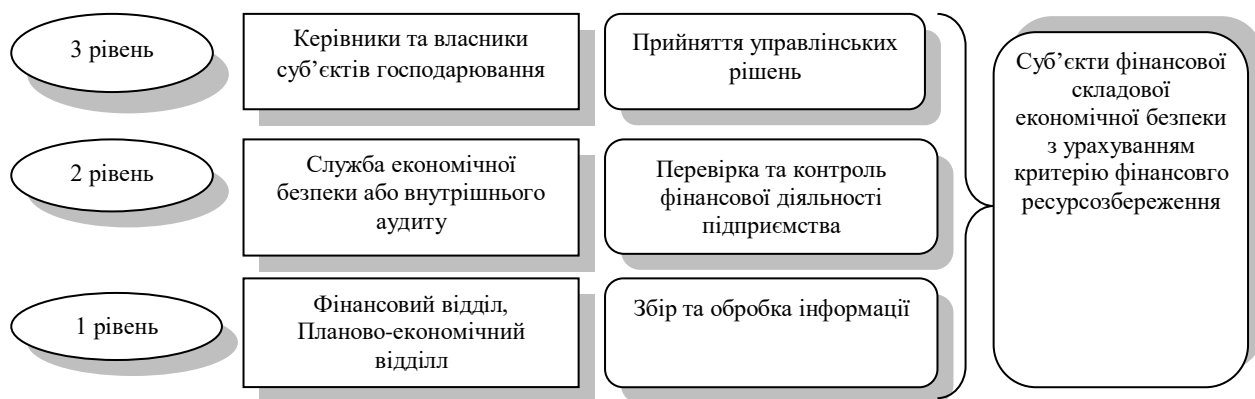 3 рівень
Керівники та власники
суб’єктів господарювання
Прийняття управлінських
рішень
2 рівень
Служба економічної
безпеки або внутрішнього
аудиту
Перевірка та контроль
фінансової діяльності
підприємства
1 рівень
Фінансовий відділ,
Планово-економічний
відділл
Збір та обробка інформації
Суб’єкти фінансової
складової
економічної безпеки
з урахуванням
критерію фінансовго
ресурсозбереження